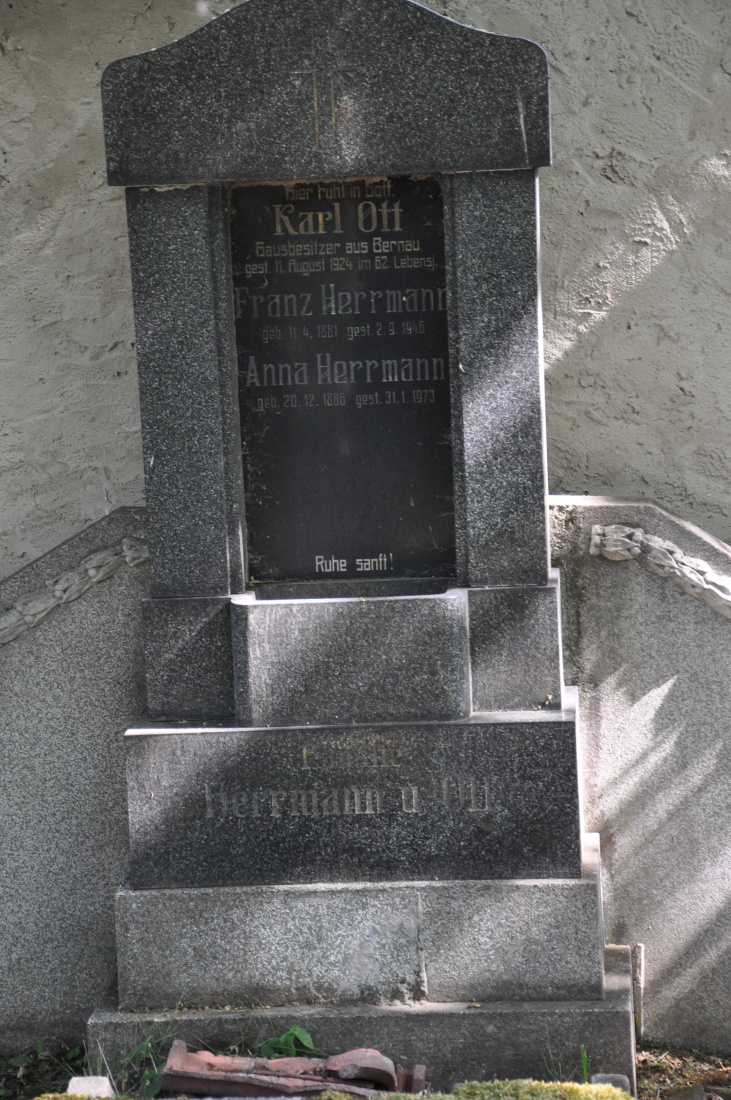 Hier ruht in Gott
Karl Ott
Hausbesitzer aus Bernau
gest. 11. August 1924 im 62. Lebensj.
Franz Herrmann
geb. 11. 4. 1881 gest. 2. 9. 1946
Anna Herrmann
geb. 20. 12. 1886 gest. 31. 1. 1973
Ruhe sanft!
Familie
Herrmann u. Ott